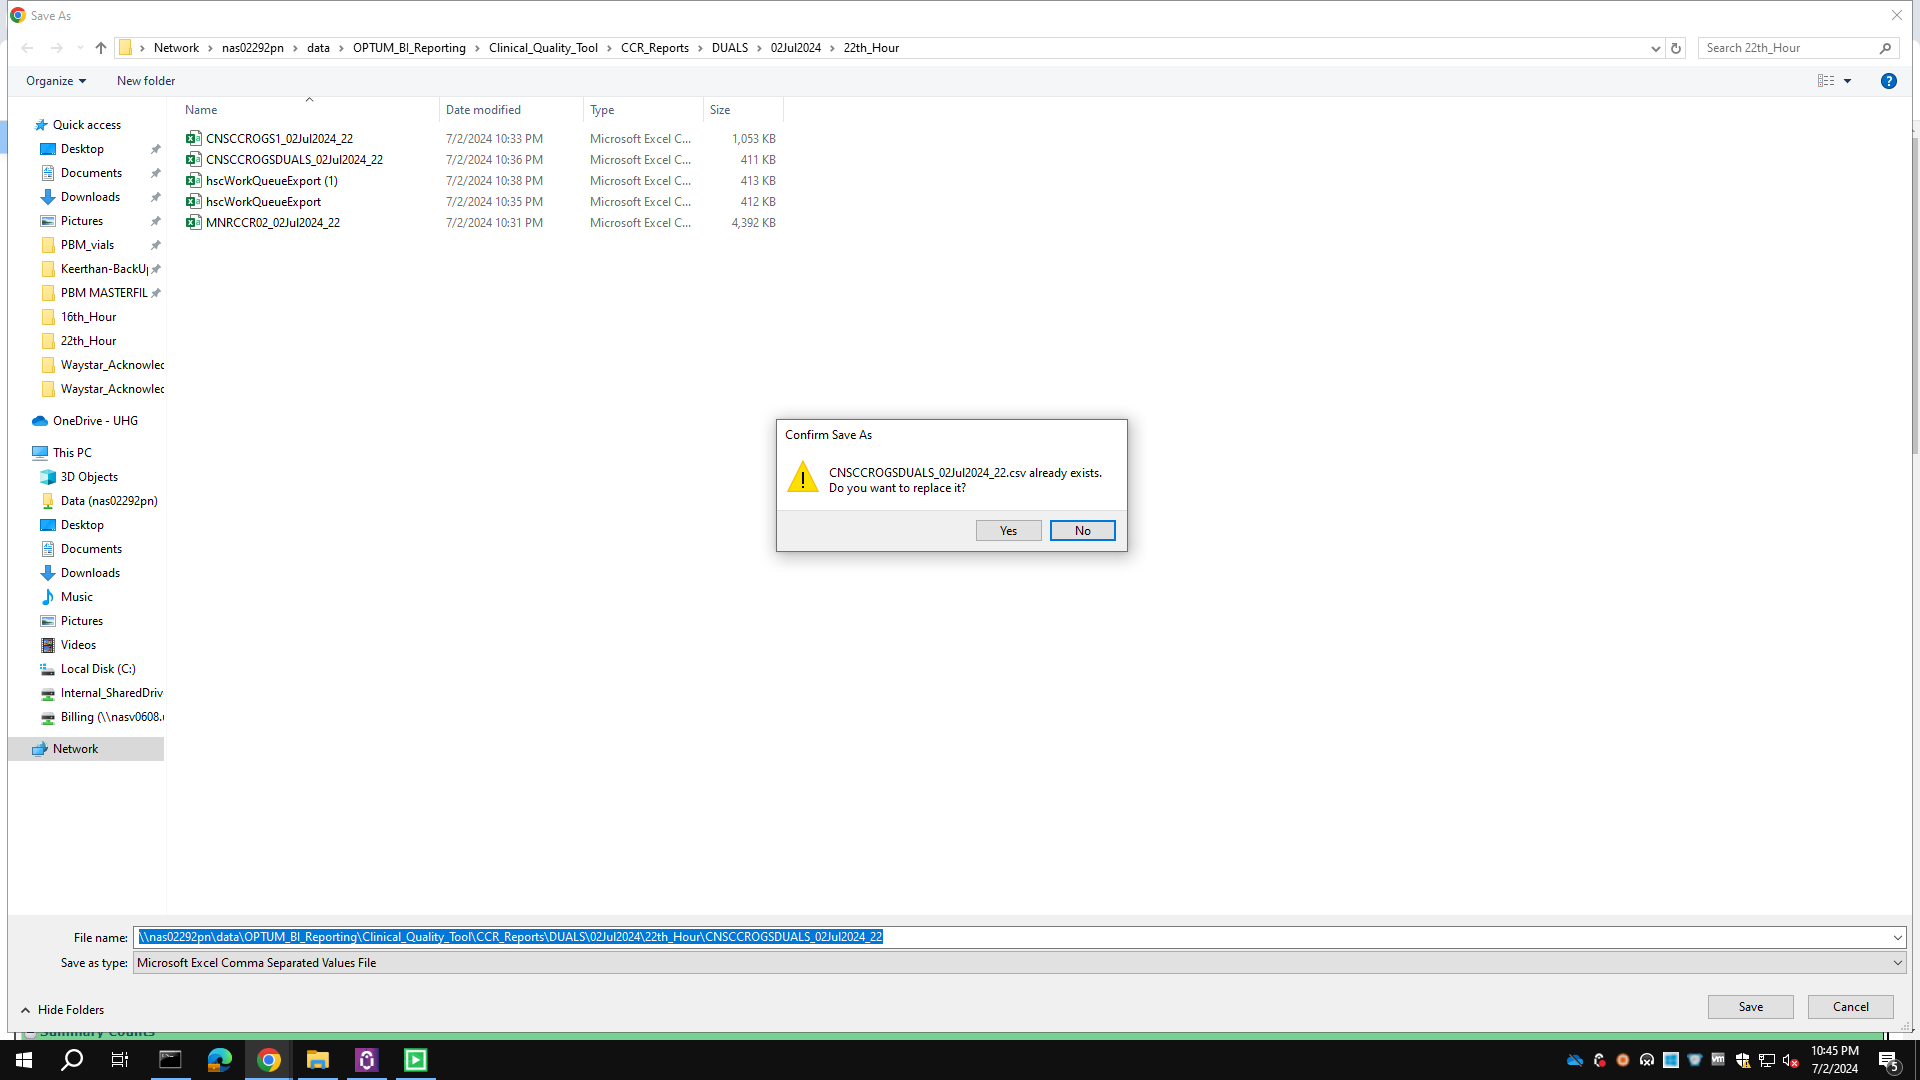 Save As
Network > nas02292pn > data > OPTUM_BI_Reporting > Clinical_Quality_Tool > CCR_Reports > DUALS > 02Jul2024 > 22th_Hour
Search 22th_Hour
Organize
New folder
Name
Date modified
Type
Size
CNSCCROGS1_02Jul2024_22 7/2/2024 10:33 PM Microsoft Excel C... 1,053 KB
CNSCCROGSDUALS_02Jul2024_22 7/2/2024 10:36 PM Microsoft Excel C... 411 KB
hscWorkQueueExport (1) 7/2/2024 10:38 PM Microsoft Excel C... 413 KB
hscWorkQueueExport 7/2/2024 10:35 PM Microsoft Excel C... 412 KB
MNRCCR02_02Jul2024_22 7/2/2024 10:31 PM Microsoft Excel C... 4,392 KB
Quick access
Desktop
Documents
Downloads
Pictures
PBM_vials
Keerthan-BackUp
PBM MASTERFIL
16th_Hour
22th_Hour
Waystar_Acknowlec
Waystar_Acknowlec
OneDrive - UHG
This PC
3D Objects
Data (nas02292pn)
Desktop
Documents
Downloads
Music
Pictures
Videos
Local Disk (C:)
Internal_SharedDriv
Billing (\\nasv0608.u
Network
Confirm Save As
CNSCCROGSDUALS_02Jul2024_22.csv already exists.
Do you want to replace it?
Yes
No
File name: \\nas02292pn\data\OPTUM_BI_Reporting\Clinical_Quality_Tool\CCR_Reports\DUALS\02Jul2024\22th_Hour\CNSCCROGSDUALS_02Jul2024_22
Save as type: Microsoft Excel Comma Separated Values File
Hide Folders
Save
Cancel
Summary Counts
10:45 PM
7/2/2024
5